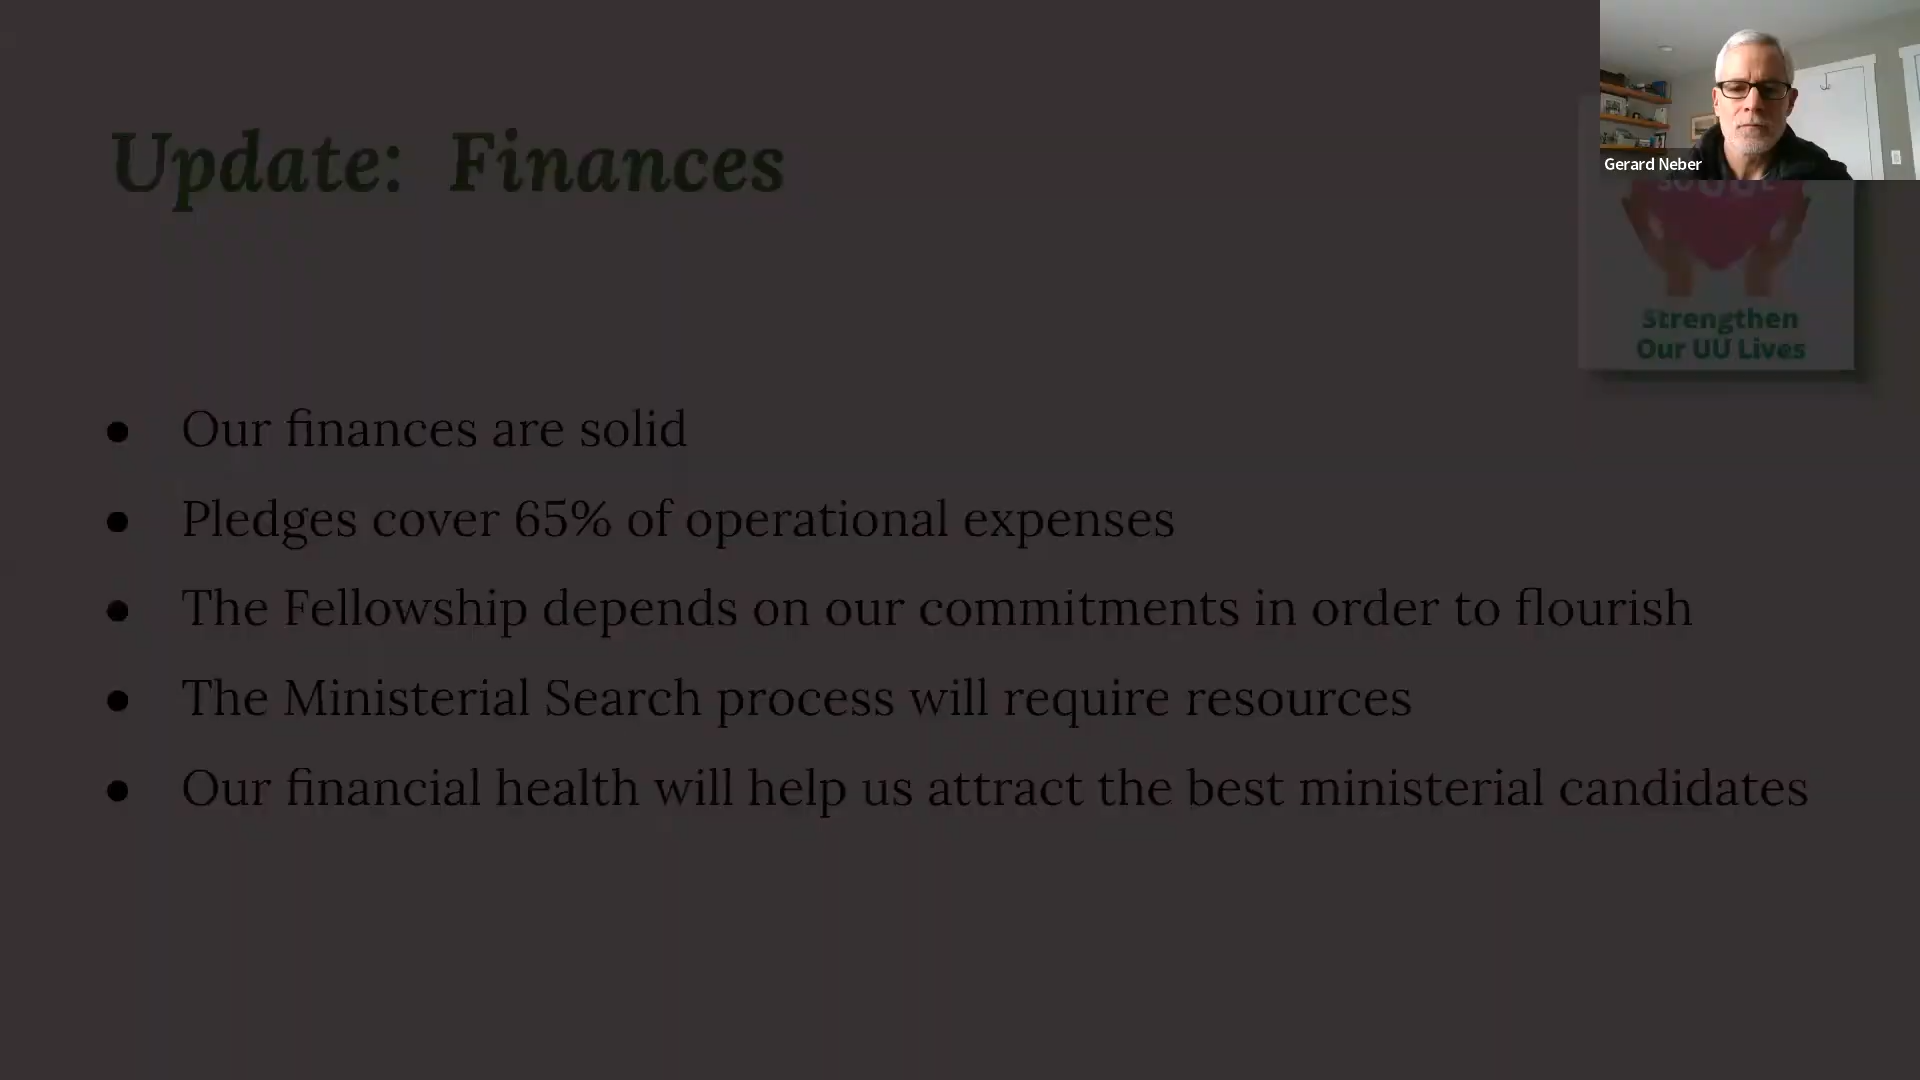 Update: Finances
Gerard Neber
Strengthen
Our UU Lives
● Our finances are solid
● Pledges cover 65% of operational expenses
● The Fellowship depends on our commitments in order to flourish
● The Ministerial Search process will require resources
● Our financial health will help us attract the best ministerial candidates